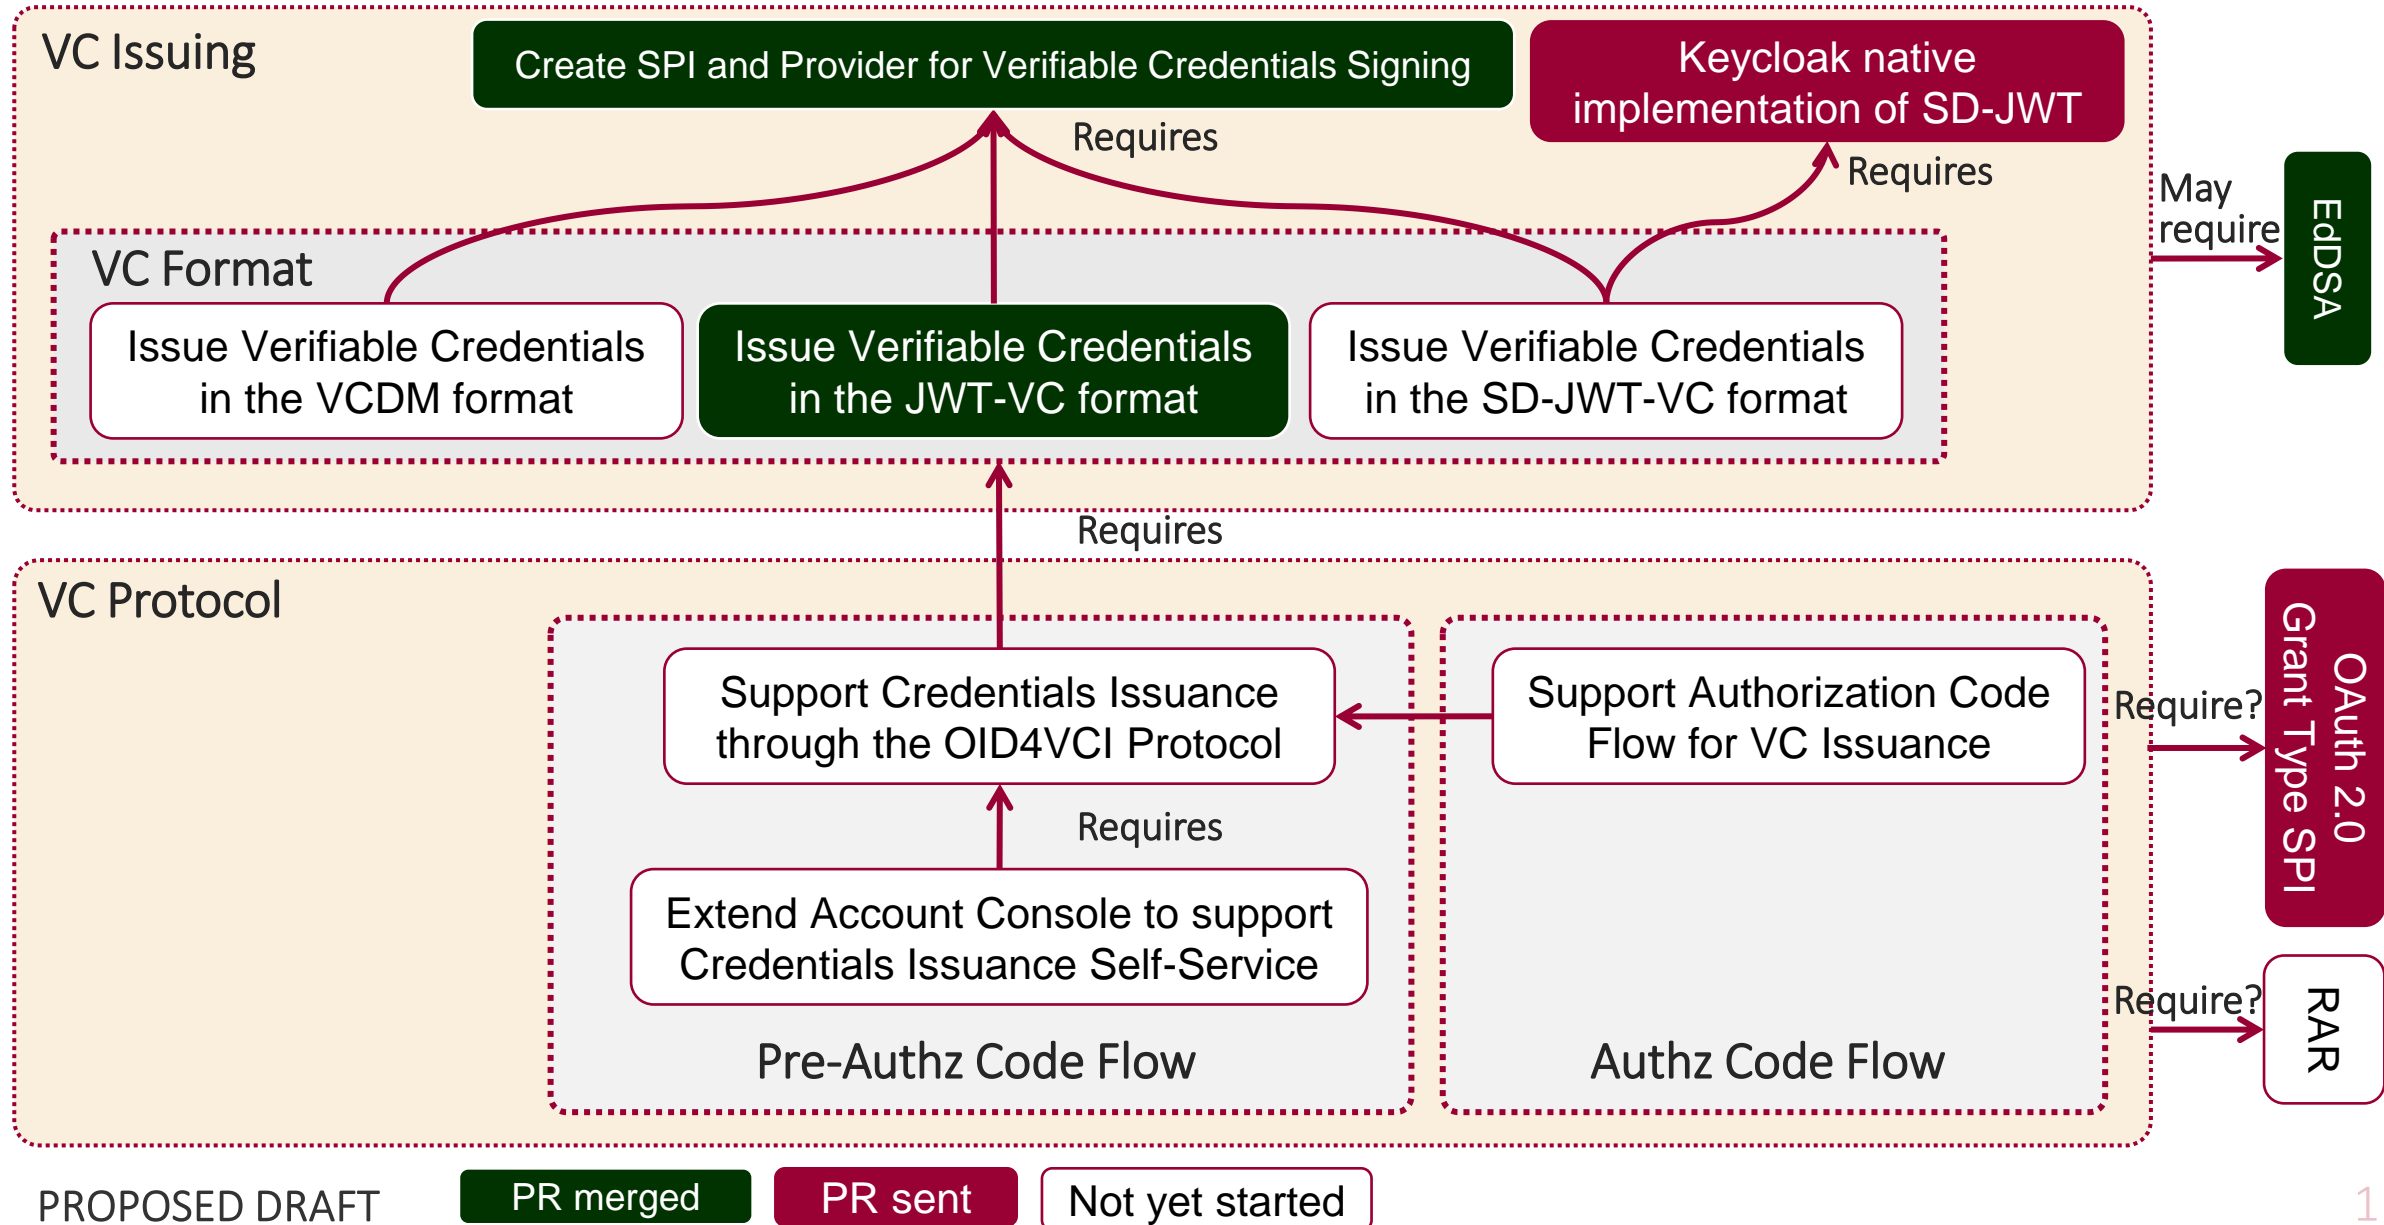 VC Issuing
Create SPI and Provider for Verifiable Credentials Signing
Keycloak native
implementation of SD-JWT
Requires
Requires
May
require
EdDSA
VC Format
Issue Verifiable Credentials
in the VCDM format
Issue Verifiable Credentials
in the JWT-VC format
Issue Verifiable Credentials
in the SD-JWT-VC format
Requires
VC Protocol
Support Credentials Issuance
through the OID4VCI Protocol
Support Authorization Code
Flow for VC Issuance
Require?
OAuth 2.0
Grant Type SPI
Requires
Extend Account Console to support
Credentials Issuance Self-Service
Require?
RAR
Pre-Authz Code Flow
Authz Code Flow
PROPOSED DRAFT
PR merged
PR sent
Not yet started
1